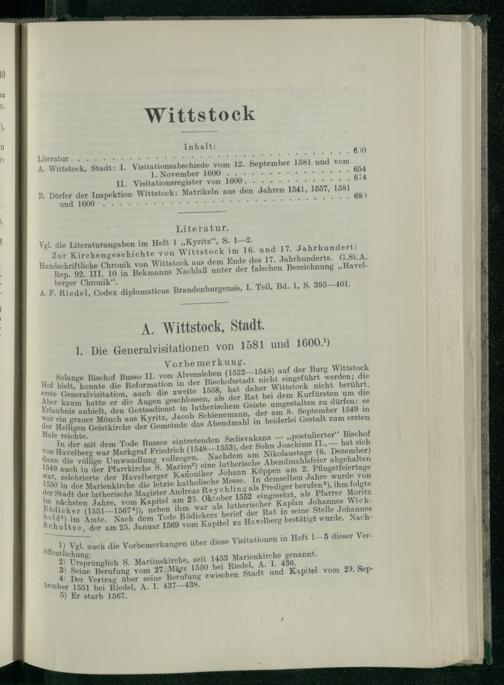 Wittstock
Inhalt:
Literatur . . . . . . . . . . 600
A. Wittstock, Stadt: I. Visitationsabschiede vom 12. September 1581 und vom
1. November 1600 . . . . . . . . . . 654
II. Visitationsregister von 1600 . . . . . . . . . . 674
B. Dörfer der Inspektion Wittstock: Matrikeln aus den Jahren 1541, 1557, 1581
und 1600 . . . . . . . . . . 680
Literatur.
Vgl. die Literaturangaben im Heft 1 „Kyritz", S. 1—2.
Zur Kirchengeschichte von Wittstock im 16. und 17. Jahrhundert:
Handschriftliche Chronik von Wittstock aus dem Ende des 17. Jahrhunderts. G.St.A.
Rep. 92. III. 10 in Bekmanns Nachlaß unter der falschen Bezeichnung „Havel-
berger Chronik".
A. F. Riedel, Codex diplomaticus Brandenburgensis, I. Teil, Bd. 1, S. 395—401.
A. Wittstock, Stadt.
I. Die Generalvisitationen von 1581 und 1600.¹)
Vorbemerkung.
Solange Bischof Busso II. von Alvensleben (1522—1548) auf der Burg Wittstock
Hof hielt, konnte die Reformation in der Bischofsstadt nicht eingeführt werden; die
erste Generalvisitation, auch die zweite 1558, hat daher Wittstock nicht berührt.
Aber kaum hatte er die Augen geschlossen, als der Rat bei dem Kurfürsten um die
Erlaubnis anhielt, den Gottesdienst in lutherischem Geiste umgestalten zu dürfen: es
war ein grauer Mönch aus Kyritz, Jacob Schienemann, der am 8. September 1549 in
der Heiligen Geistkirche der Gemeinde das Abendmahl in beiderlei Gestalt zum ersten
Male reichte.
In der mit dem Tode Bussos eintretenden Sedisvakanz — „postulierter" Bischof
von Havelberg war Markgraf Friedrich (1548—1553), der Sohn Joachims II., — hat sich
dann die völlige Umwandlung vollzogen. Nachdem am Nikolaustage (6. Dezember)
1549 auch in der Pfarrkirche S. Marien²) eine lutherische Abendmahlsfeier abgehalten
war, zelebrierte der Havelberger Kanoniker Johann Köppen am 2. Pfingstfeiertage
1550 in der Marienkirche die letzte katholische Messe. In demselben Jahre wurde von
der Stadt der lutherische Magister Andreas Reychling als Prediger berufen³), ihm folgte
im nächsten Jahre, vom Kapitel am 25. Oktober 1552 eingesetzt, als Pfarrer Moritz
Bödicker (1551—1567⁴)), neben ihm war als lutherischer Kaplan Johannes Wick-
bold⁵) im Amte. Nach dem Tode Bödickers berief der Rat in seine Stelle Johannes
Schultze, der am 25. Januar 1569 vom Kapitel zu Havelberg bestätigt wurde. Nach-
1) Vgl. auch die Vorbemerkungen über diese Visitationen in Heft 1—5 dieser Ver-
öffentlichung.
2) Ursprünglich S. Martinskirche, seit 1453 Marienkirche genannt.
3) Seine Berufung vom 27. März 1550 bei Riedel, A. I. 436.
4) Der Vertrag über seine Berufung zwischen Stadt und Kapitel vom 29. Sep-
tember 1551 bei Riedel, A. I. 437—438.
5) Er starb 1567.